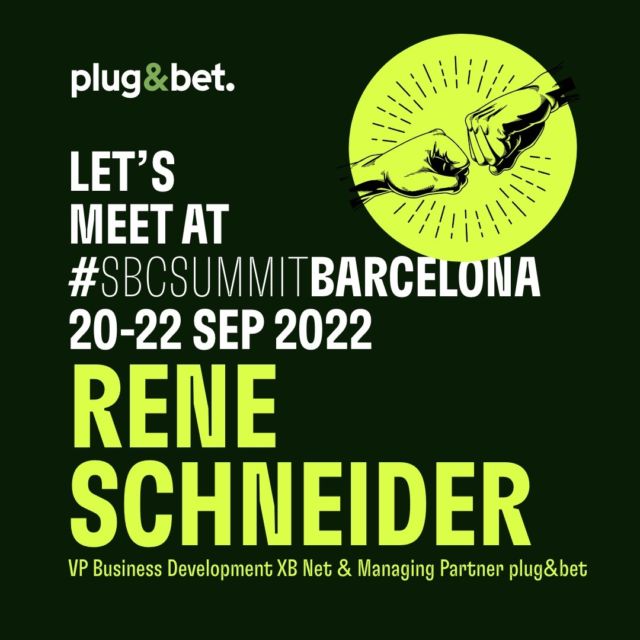 plug&bet.
LET'S
MEET AT
#SBCSUMMITBARCELONA
20-22 SEP 2022
RENE
SCHNEIDER
VP Business Development XB Net & Managing Partner plug&bet